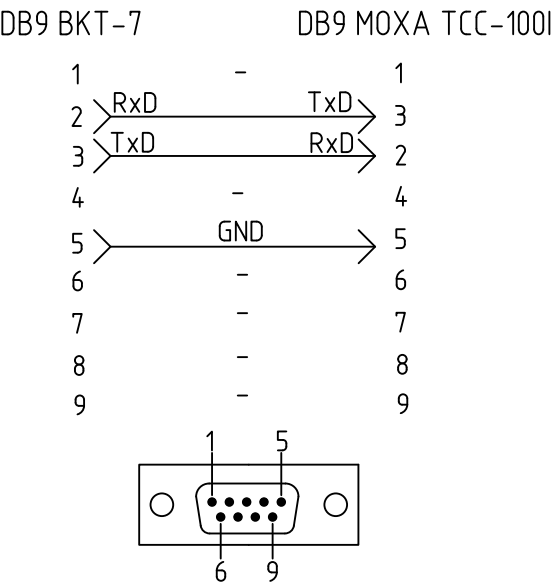 DB9 ВКТ-7 DB9 MOXA TCC-100I
1 - 1
2 RxD TxD 3
3 TxD RxD 2
4 - 4
5 GND 5
6 - 6
7 - 7
8 - 8
9 - 9
1 5
6 9